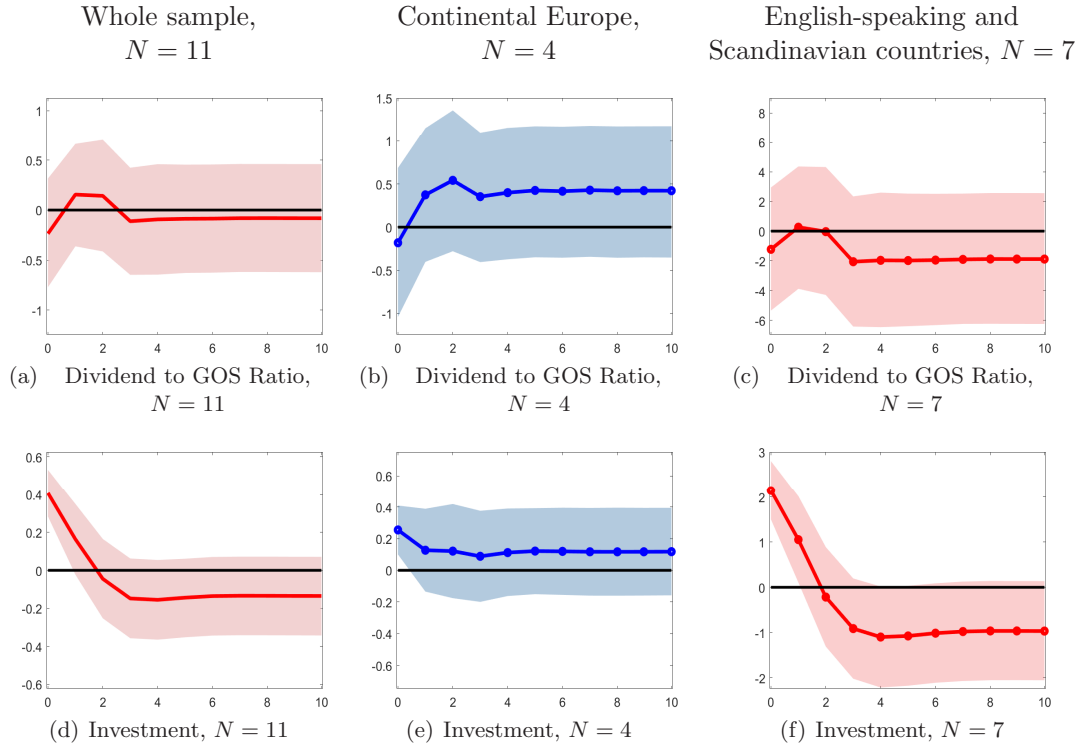 Whole sample,
N = 11
Continental Europe,
N = 4
English-speaking and
Scandinavian countries, N = 7
1
0.5
0
-0.5
-1
0 2 4 6 8 10
1.5
1
0.5
0
-0.5
-1
0 2 4 6 8 10
8
6
4
2
0
-2
-4
-6
0 2 4 6 8 10
(a) Dividend to GOS Ratio,
N = 11
(b) Dividend to GOS Ratio,
N = 4
(c) Dividend to GOS Ratio,
N = 7
0.6
0.4
0.2
0
-0.2
-0.4
-0.6
0 2 4 6 8 10
0.6
0.4
0.2
0
-0.2
-0.4
-0.6
0 2 4 6 8 10
3
2
1
0
-1
-2
0 2 4 6 8 10
(d) Investment, N = 11
(e) Investment, N = 4
(f) Investment, N = 7